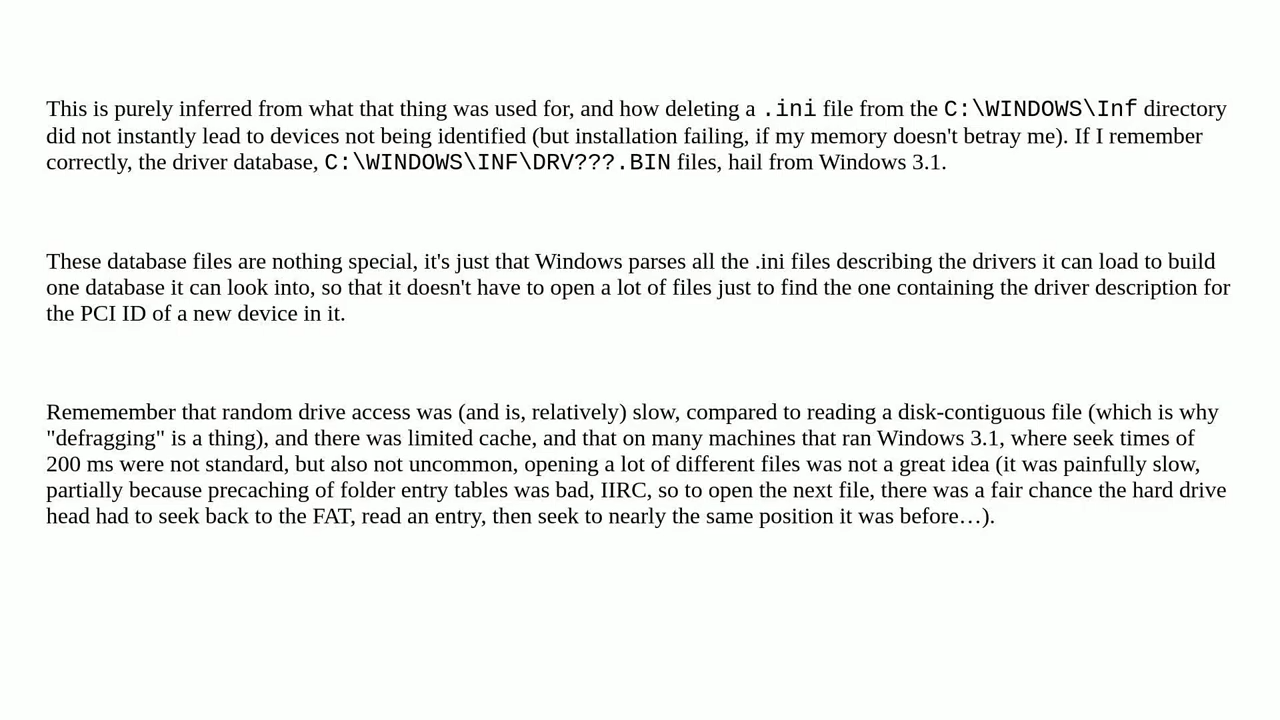 This is purely inferred from what that thing was used for, and how deleting a .ini file from the C:\WINDOWS\Inf directory
did not instantly lead to devices not being identified (but installation failing, if my memory doesn't betray me). If I remember
correctly, the driver database, C:\WINDOWS\INF\DRV???.BIN files, hail from Windows 3.1.
These database files are nothing special, it's just that Windows parses all the .ini files describing the drivers it can load to build
one database it can look into, so that it doesn't have to open a lot of files just to find the one containing the driver description for
the PCI ID of a new device in it.
Rememember that random drive access was (and is, relatively) slow, compared to reading a disk-contiguous file (which is why
"defragging" is a thing), and there was limited cache, and that on many machines that ran Windows 3.1, where seek times of
200 ms were not standard, but also not uncommon, opening a lot of different files was not a great idea (it was painfully slow,
partially because precaching of folder entry tables was bad, IIRC, so to open the next file, there was a fair chance the hard drive
head had to seek back to the FAT, read an entry, then seek to nearly the same position it was before…).